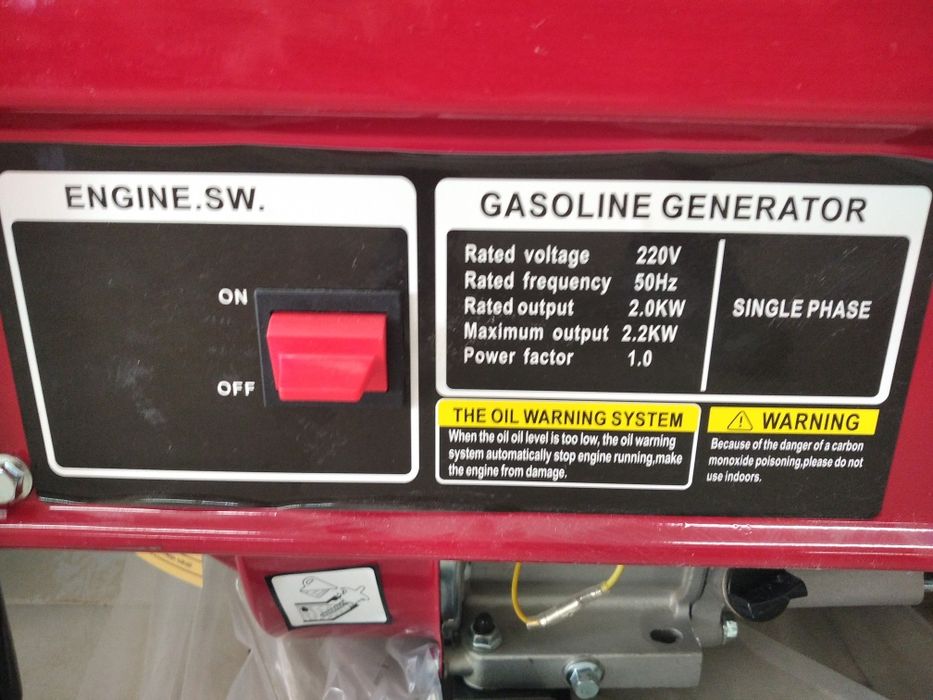 ENGINE.SW.
ON
OFF
GASOLINE GENERATOR
Rated voltage 220V
Rated frequency 50Hz
Rated output 2.0KW
Maximum output 2.2KW
Power factor 1.0
SINGLE PHASE
THE OIL WARNING SYSTEM
When the oil oil level is too low, the oil warning
system automatically stop engine running,make
the engine from damage.
WARNING
Because of the danger of a carbon
monoxide poisoning,please do not
use indoors.